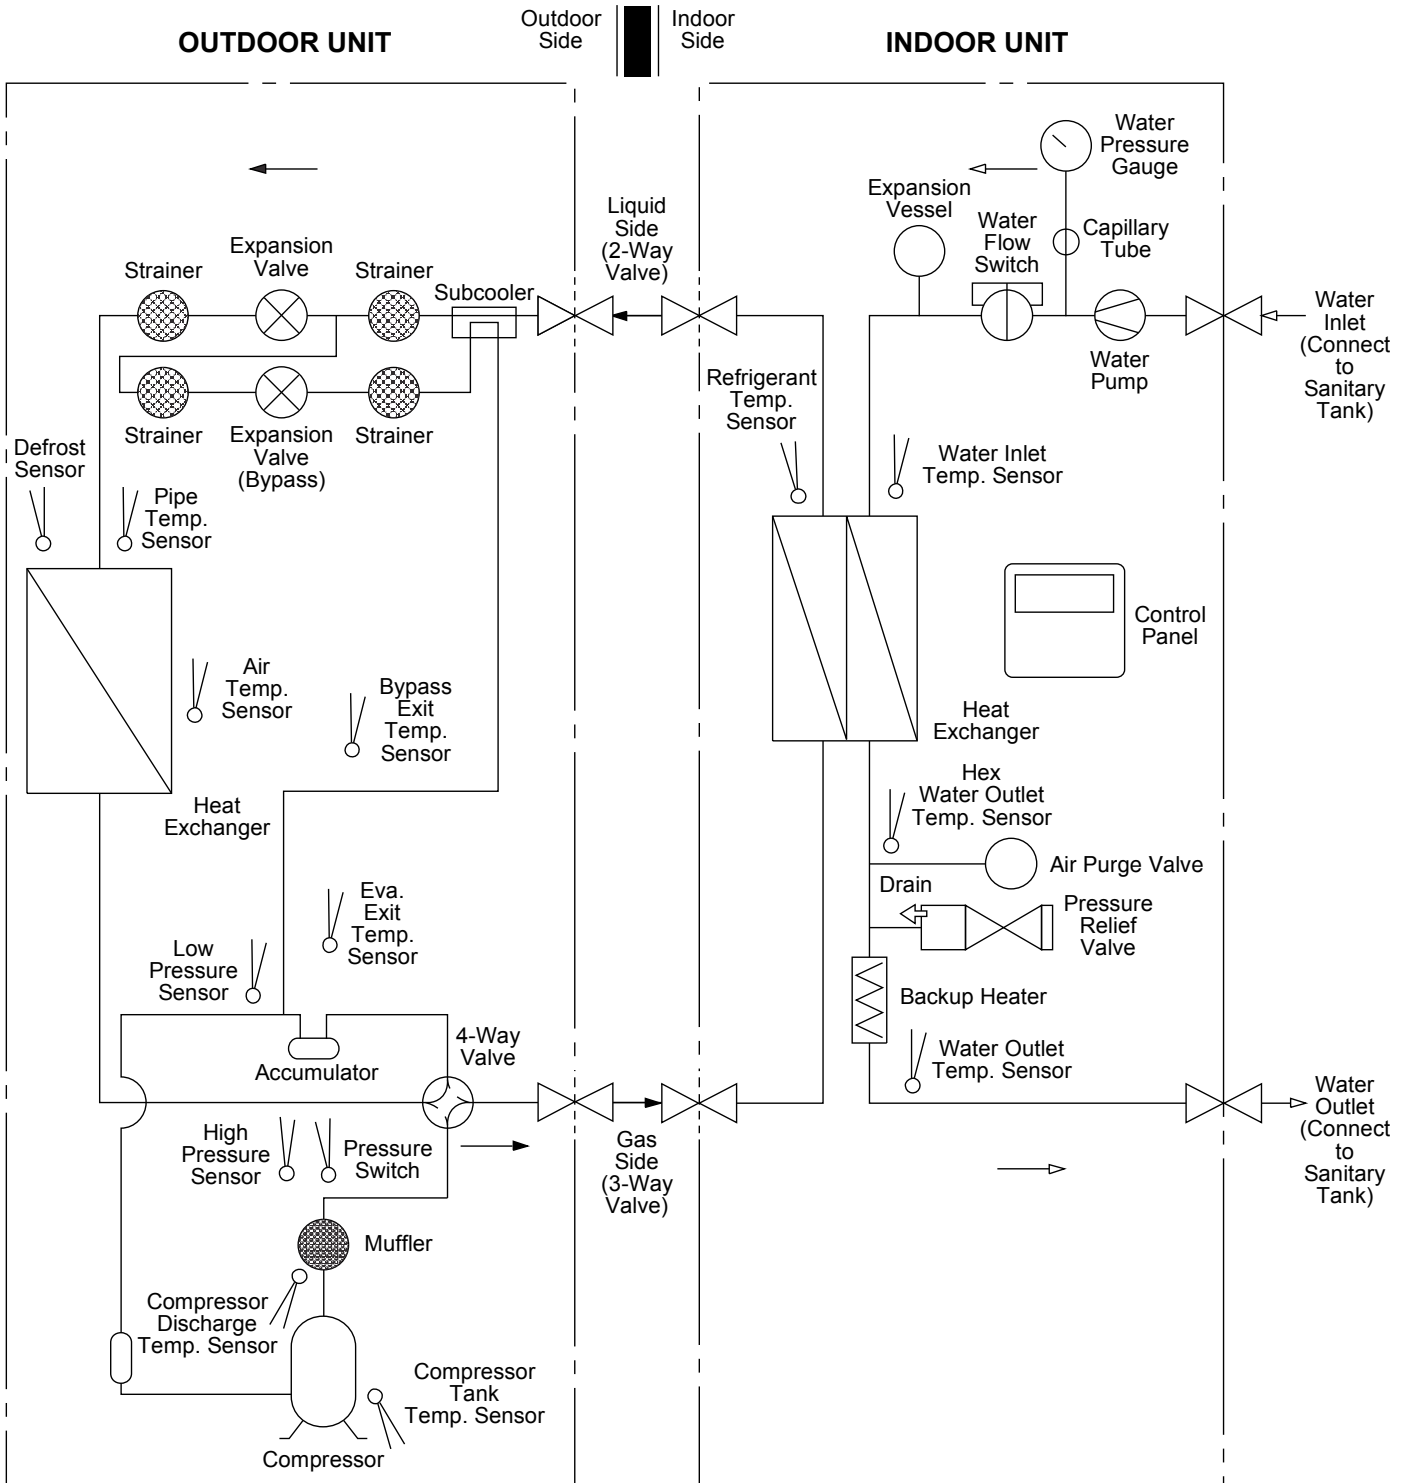 OUTDOOR UNIT
Outdoor
Side
Indoor
Side
INDOOR UNIT
Water
Pressure
Gauge
Expansion
Vessel
Water
Flow
Switch
Capillary
Tube
Liquid
Side
(2-Way
Valve)
Strainer
Expansion
Valve
Strainer
Subcooler
Water
Inlet
(Connect
to
Sanitary
Tank)
Water
Pump
Refrigerant
Temp.
Sensor
Strainer
Expansion
Valve
(Bypass)
Strainer
Defrost
Sensor
Pipe
Temp.
Sensor
Water Inlet
Temp. Sensor
Control
Panel
Air
Temp.
Sensor
Bypass
Exit
Temp.
Sensor
Heat
Exchanger
Heat
Exchanger
Hex
Water Outlet
Temp. Sensor
Air Purge Valve
Drain
Pressure
Relief
Valve
Eva.
Exit
Temp.
Sensor
Low
Pressure
Sensor
Backup Heater
4-Way
Valve
Accumulator
Water Outlet
Temp. Sensor
Water
Outlet
(Connect
to
Sanitary
Tank)
High
Pressure
Sensor
Pressure
Switch
Gas
Side
(3-Way
Valve)
Muffler
Compressor
Discharge
Temp. Sensor
Compressor
Tank
Temp. Sensor
Compressor